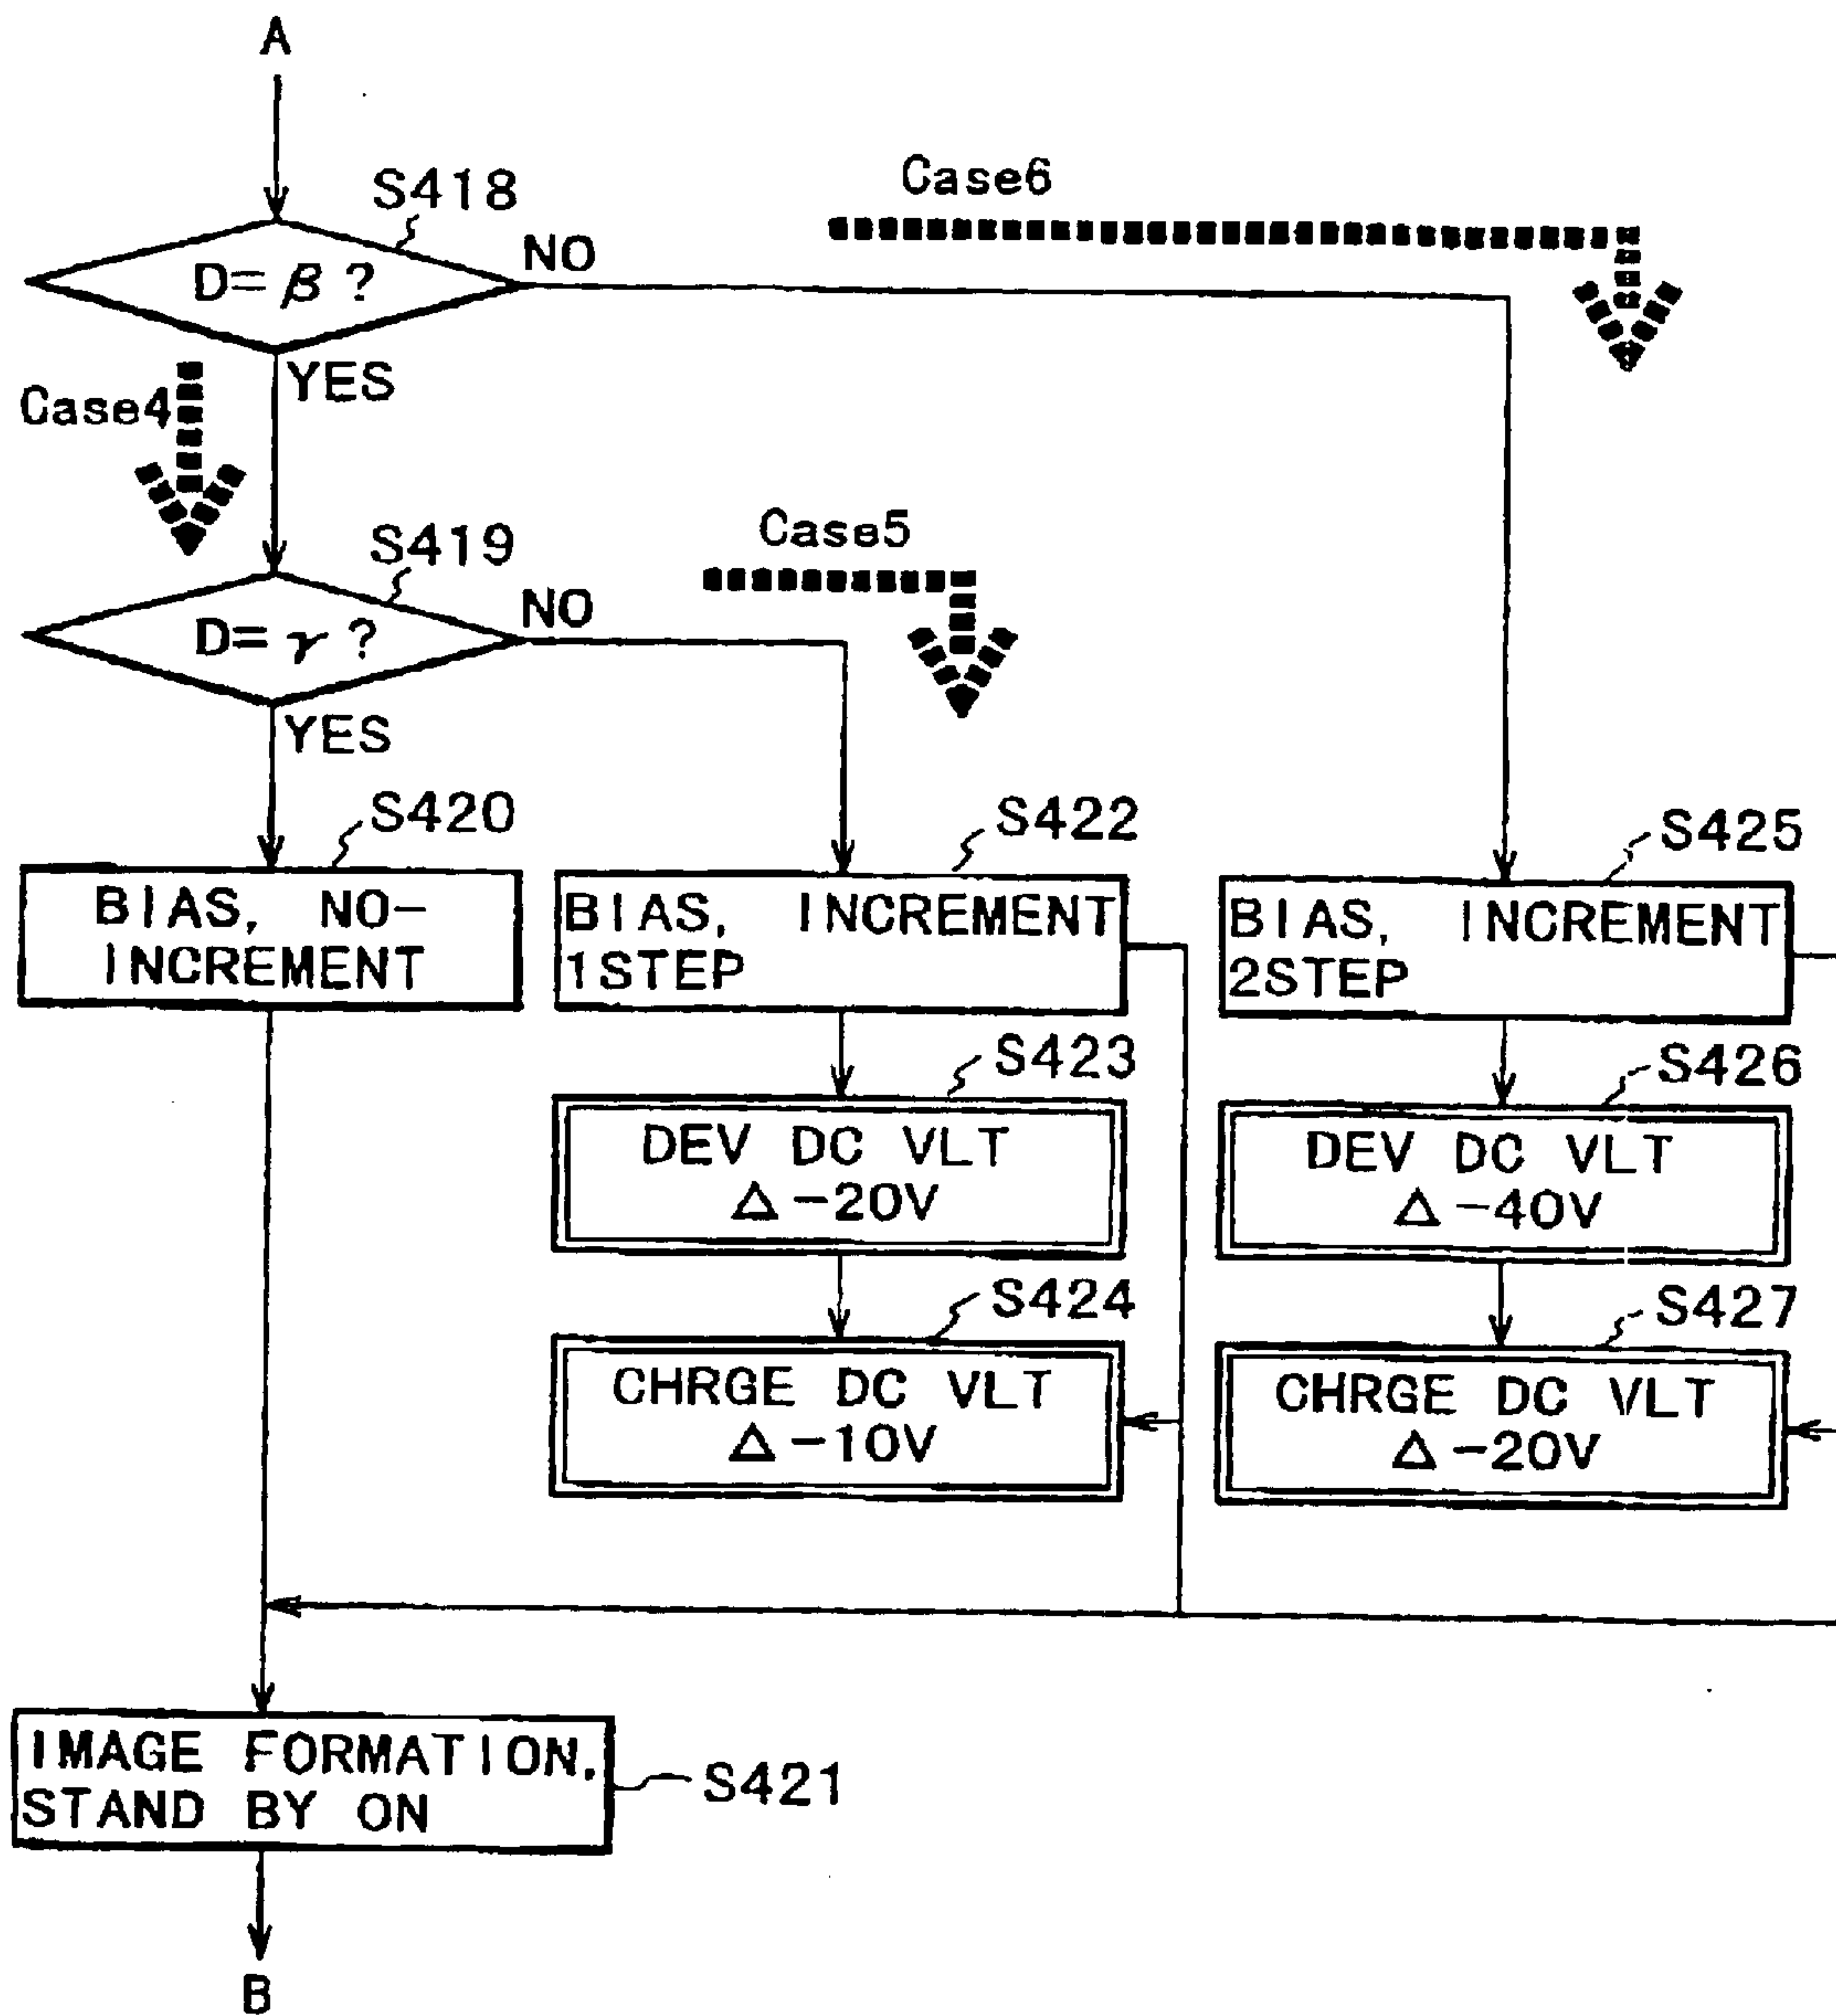 A
S418
Case6
D=β?
NO
YES
Case4
S419
Case5
D=γ?
NO
YES
S420
S422
S425
BIAS, NO-
INCREMENT
BIAS, INCREMENT
1STEP
BIAS, INCREMENT
2STEP
S423
S426
DEV DC VLT
Δ-20V
DEV DC VLT
Δ-40V
S424
S427
CHRGE DC VLT
Δ-10V
CHRGE DC VLT
Δ-20V
IMAGE FORMATION,
STAND BY ON
S421
B